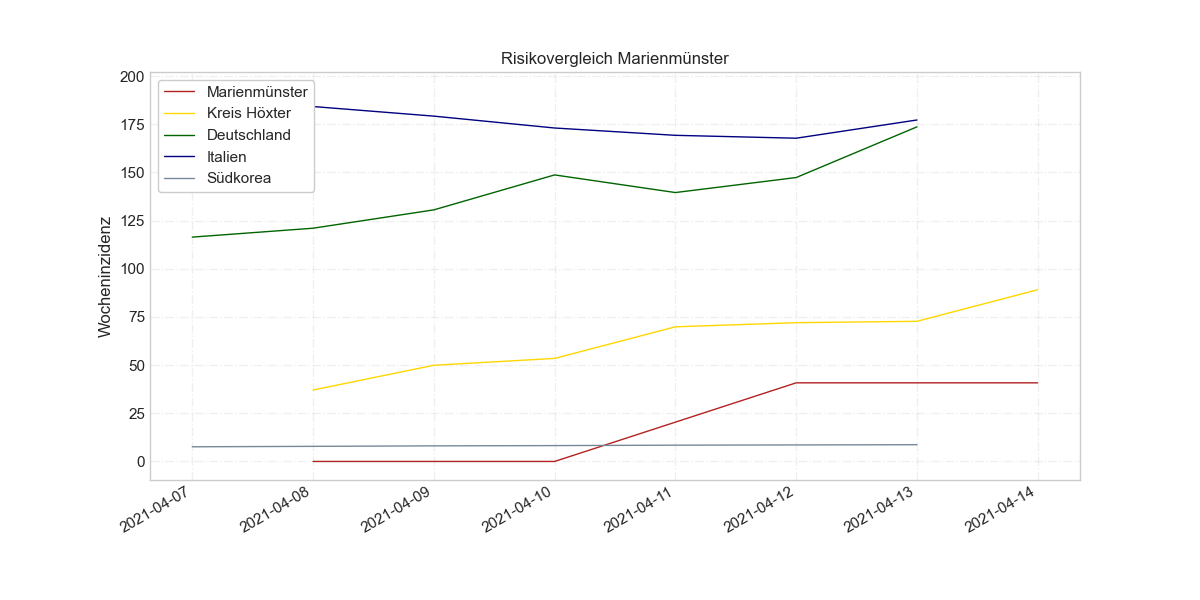 Risikovergleich Marienmünster
Marienmünster
Kreis Höxter
Deutschland
Italien
Südkorea
Wocheninzidenz
200
175
150
125
100
75
50
25
0
2021-04-07
2021-04-08
2021-04-09
2021-04-10
2021-04-11
2021-04-12
2021-04-13
2021-04-14